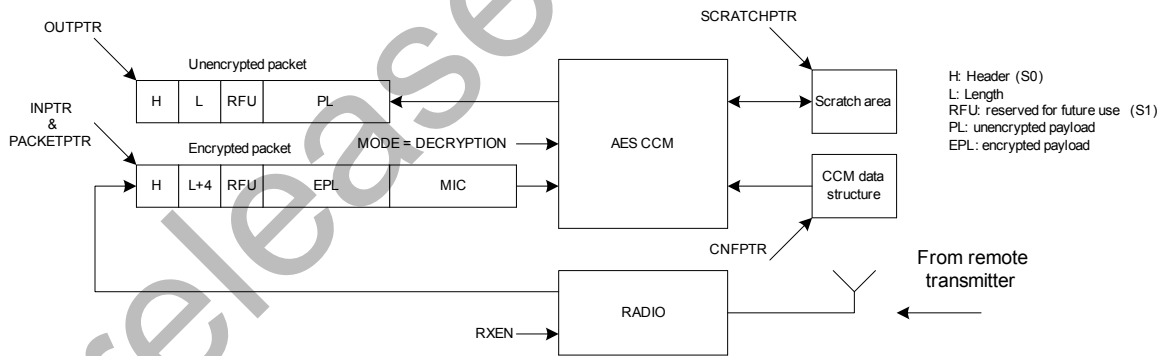 OUTPTR
SCRATCHPTR
Unencrypted packet
H L RFU PL
INPTR
&
PACKETPTR
MODE = DECRYPTION
Encrypted packet
H L+4 RFU EPL MIC
AES CCM
Scratch area
CCM data
structure
CNFPTR
H: Header (S0)
L: Length
RFU: reserved for future use (S1)
PL: unencrypted payload
EPL: encrypted payload
From remote
transmitter
RADIO
RXEN
release